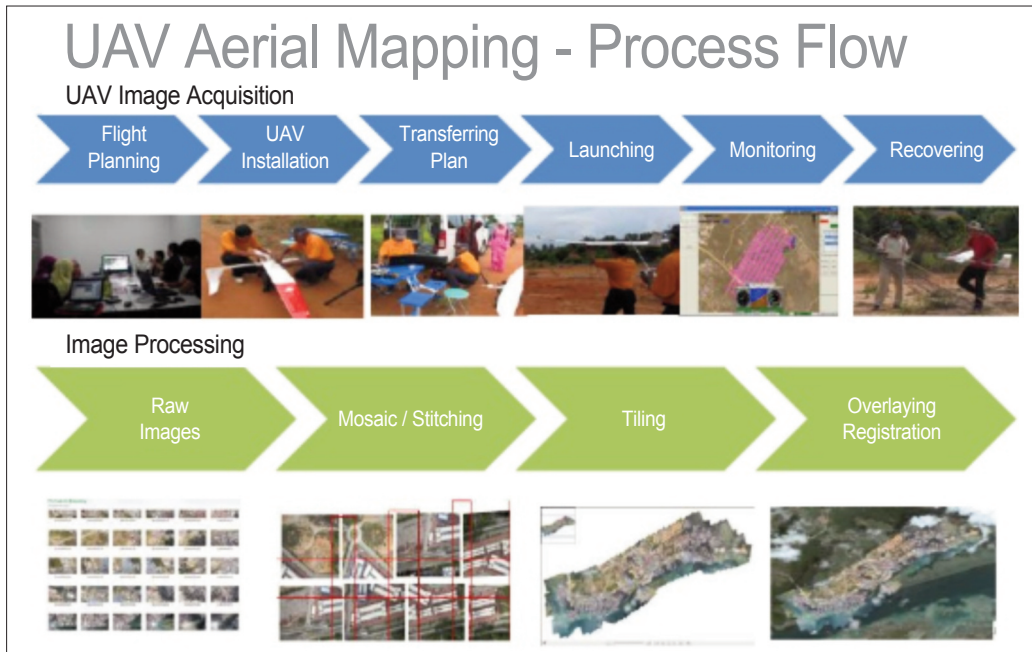 UAV Aerial Mapping - Process Flow
UAV Image Acquisition
Flight
Planning
UAV
Installation
Transferring
Plan
Launching
Monitoring
Recovering
Image Processing
Raw
Images
Mosaic / Stitching
Tiling
Overlaying
Registration